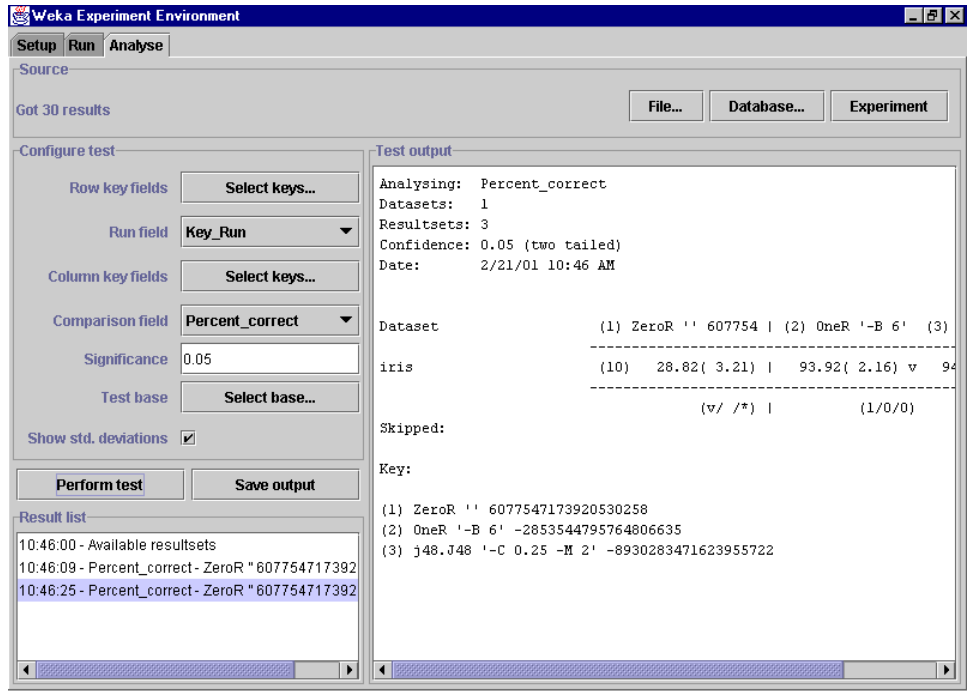 Weka Experiment Environment
Setup Run Analyse
Source
Got 30 results
File... Database... Experiment
Configure test
Row key fields Select keys...
Run field Key_Run
Column key fields Select keys...
Comparison field Percent_correct
Significance 0.05
Test base Select base...
Show std. deviations
Perform test Save output
Result list
10:46:00 - Available resultsets
10:46:09 - Percent_correct - ZeroR '' 607754717392
10:46:25 - Percent_correct - ZeroR '' 607754717392
Test output
Analysing: Percent_correct
Datasets: 1
Resultsets: 3
Confidence: 0.05 (two tailed)
Date: 2/21/01 10:46 AM
Dataset (1) ZeroR '' 607754 | (2) OneR '-B 6' (3)
------------------------------------------------
iris (10) 28.82( 3.21) | 93.92( 2.16) v 94
------------------------------------------------
(v/ /*) | (1/0/0)
Skipped:
Key:
(1) ZeroR '' 6077547173920530258
(2) OneR '-B 6' -2853544795764806635
(3) j48.J48 '-C 0.25 -M 2' -8930283471623955722